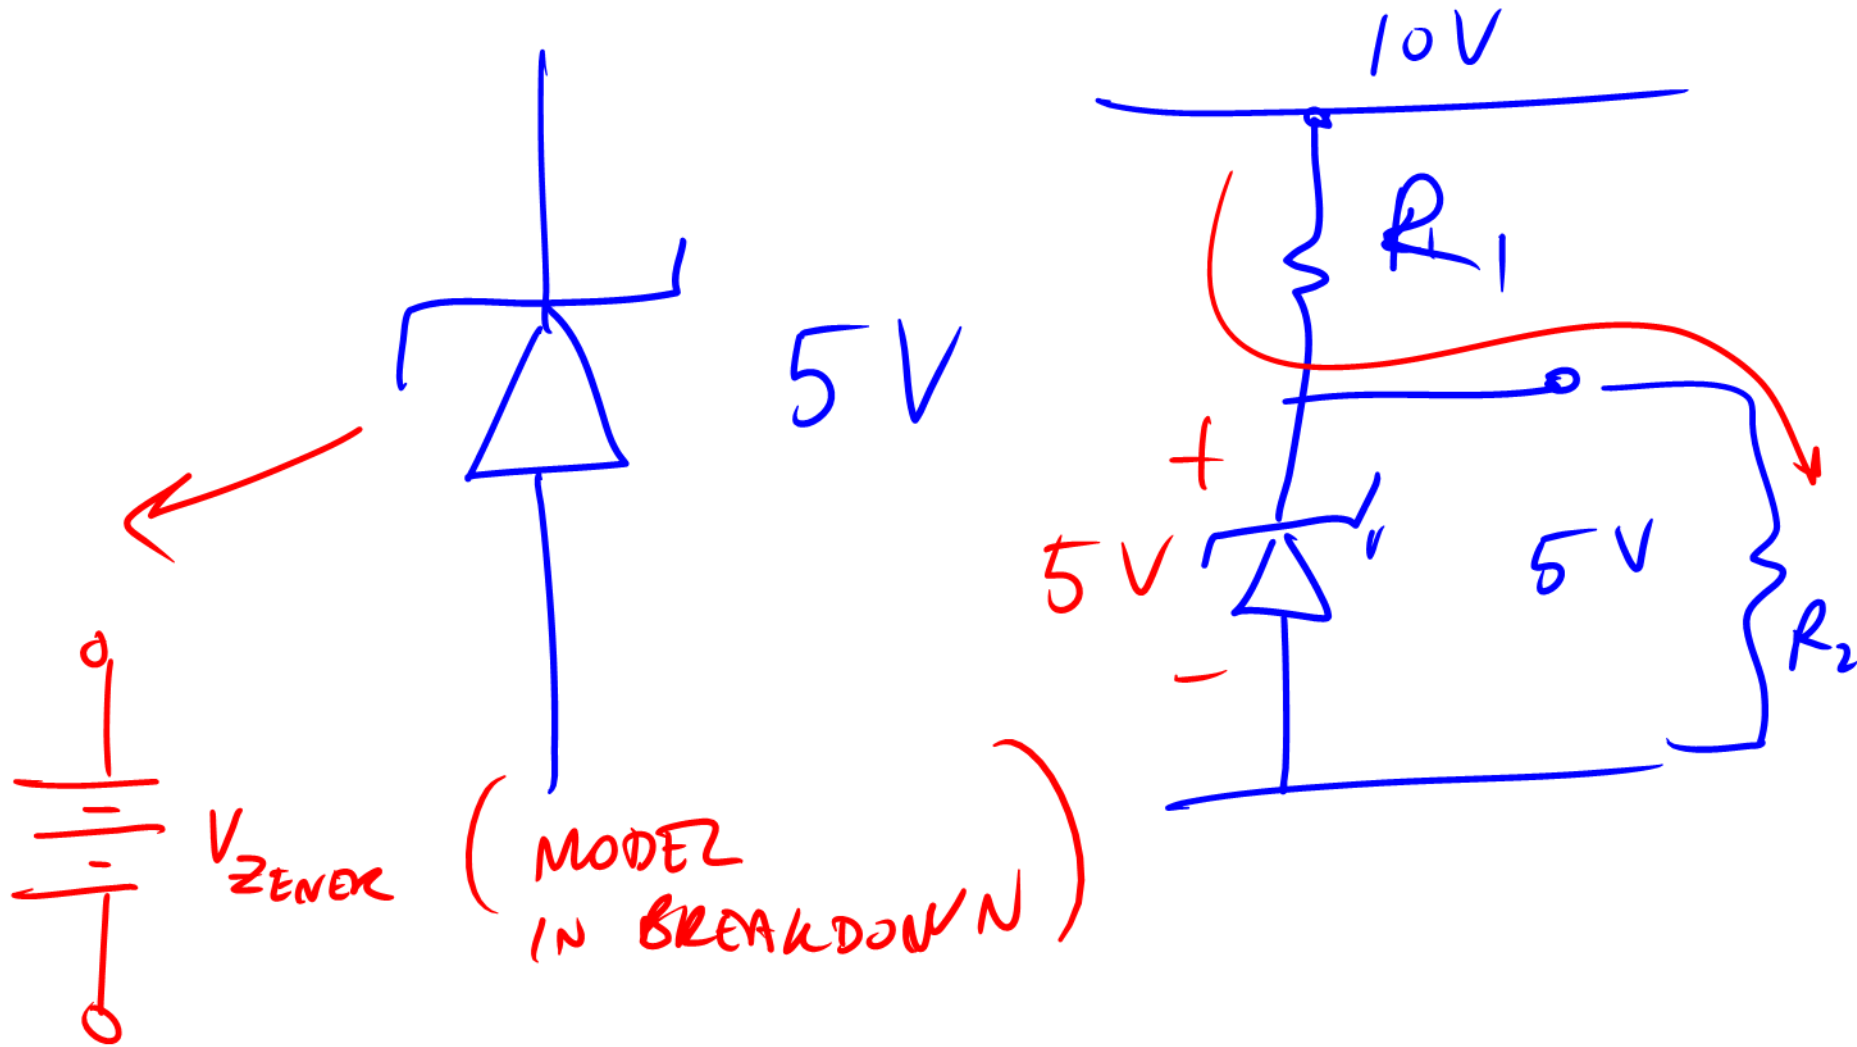 10V
R1
5V
+
5V
-
5V
R2
VZENER
(MODEL
IN BREAKDOWN)